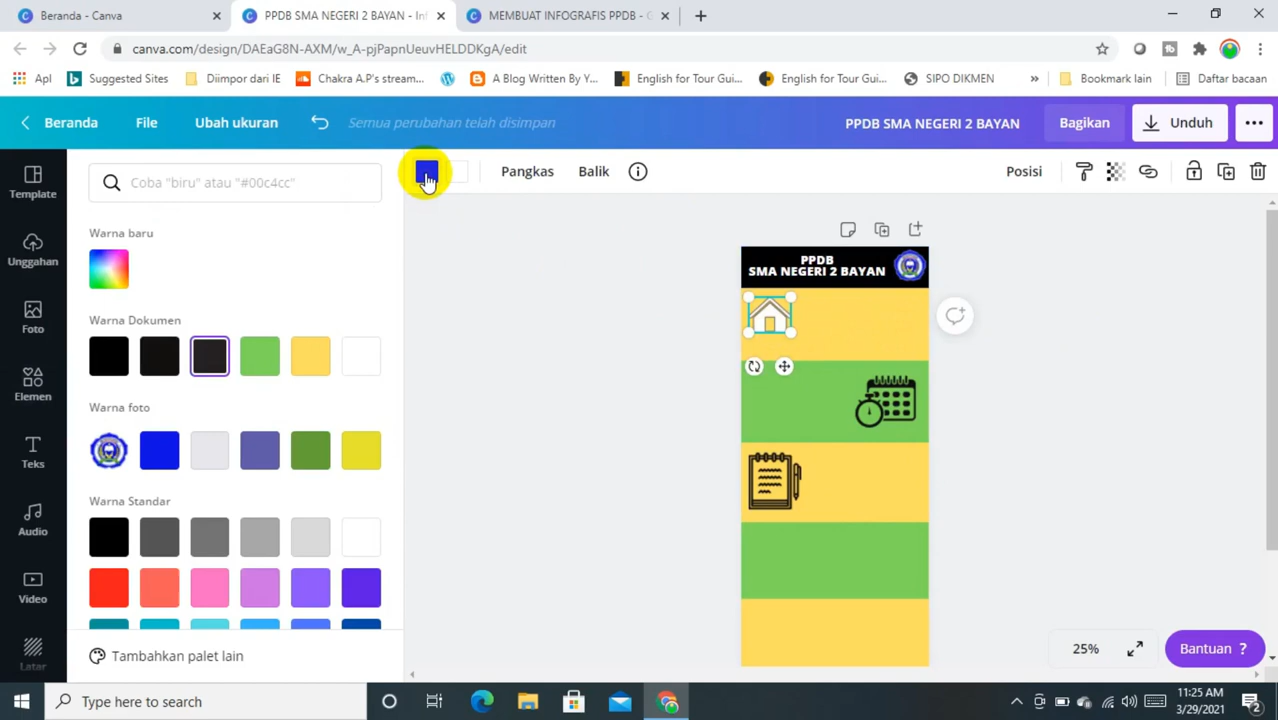 Beranda - Canva
PPDB SMA NEGERI 2 BAYAN - Inf
MEMBUAT INFOGRAFIS PPDB - G
canva.com/design/DAEaG8N-AXM/w_A-pjPapnUeuvHELDDKgA/edit
Apl
Suggested Sites
Diimpor dari IE
Chakra A.P's stream...
A Blog Written By Y...
English for Tour Gui...
English for Tour Gui...
SIPO DIKMEN
»
Bookmark lain
Daftar bacaan
Beranda
File
Ubah ukuran
Semua perubahan telah disimpan
PPDB SMA NEGERI 2 BAYAN
Bagikan
Unduh
Template
Unggahan
Foto
Elemen
Teks
Audio
Video
Latar
Coba "biru" atau "#00c4cc"
Warna baru
Warna Dokumen
Warna foto
Warna Standar
Tambahkan palet lain
Pangkas
Balik
Posisi
PPDB
SMA NEGERI 2 BAYAN
25%
Bantuan ?
Type here to search
11:25 AM
3/29/2021
2